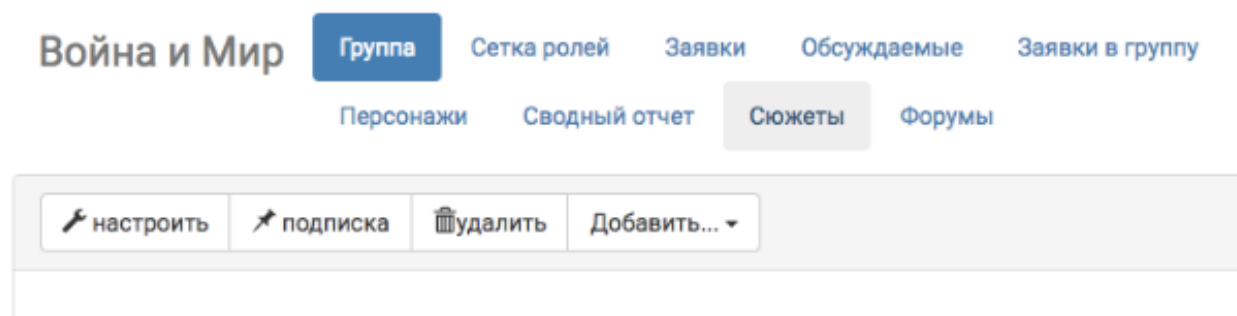 Война и Мир Группа Сетка ролей Заявки Обсуждаемые Заявки в группу
Персонажи Сводный отчет Сюжеты Форумы
настроить подписка удалить Добавить...